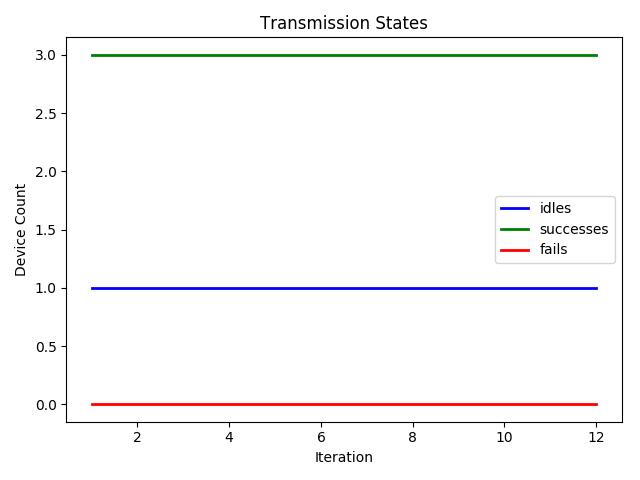 Transmission States
3.0
2.5
2.0
1.5
1.0
0.5
0.0
Device Count
idles
successes
fails
2 4 6 8 10 12
Iteration